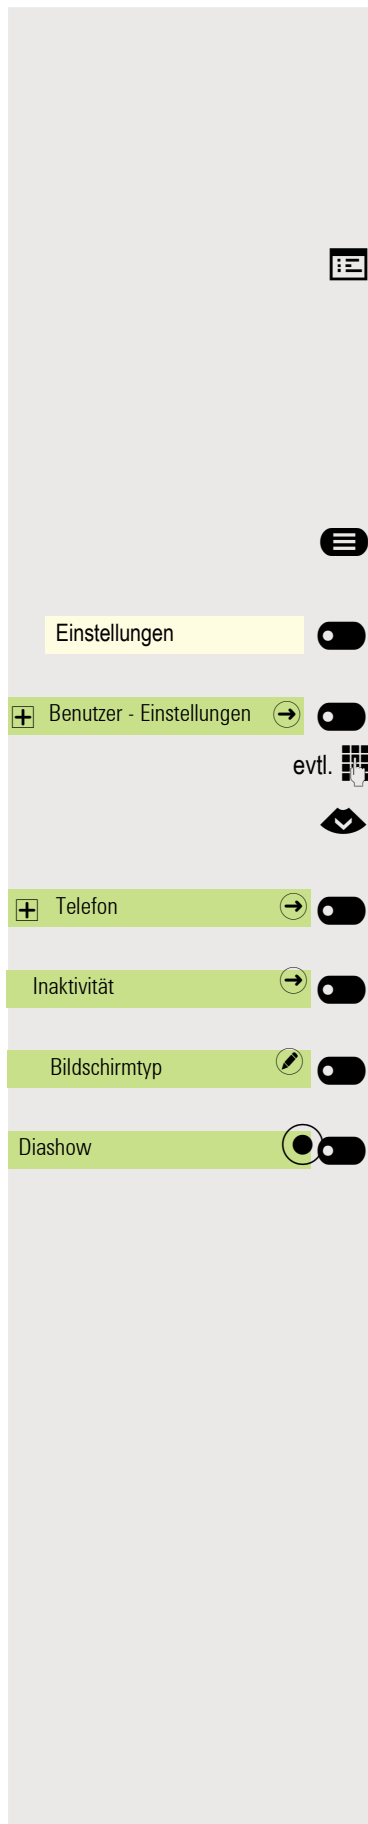 Einstellungen
Benutzer - Einstellungen
evtl.
Telefon
Inaktivität
Bildschirmtyp
Diashow